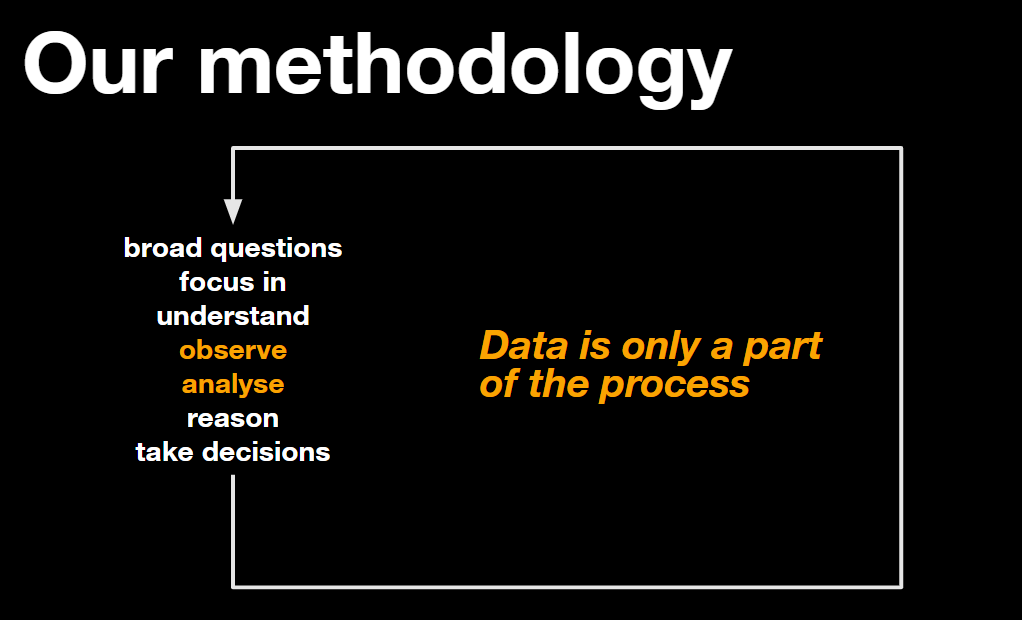 Our methodology
broad questions
focus in
understand
observe
analyse
reason
take decisions
Data is only a part
of the process